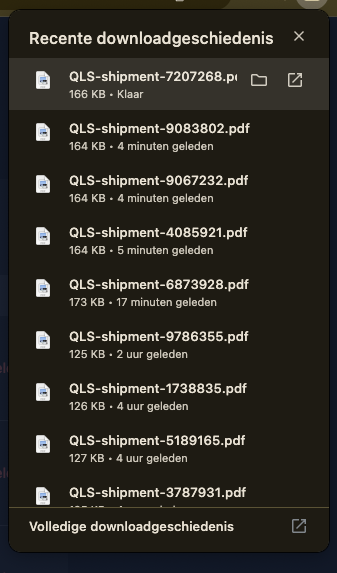 Recente downloadgeschiedenis
QLS-shipment-7207268.p
166 KB • Klaar
QLS-shipment-9083802.pdf
164 KB • 4 minuten geleden
QLS-shipment-9067232.pdf
164 KB • 4 minuten geleden
QLS-shipment-4085921.pdf
164 KB • 5 minuten geleden
QLS-shipment-6873928.pdf
173 KB • 17 minuten geleden
QLS-shipment-9786355.pdf
125 KB • 2 uur geleden
QLS-shipment-1738835.pdf
126 KB • 4 uur geleden
QLS-shipment-5189165.pdf
127 KB • 4 uur geleden
QLS-shipment-3787931.pdf
Volledige downloadgeschiedenis